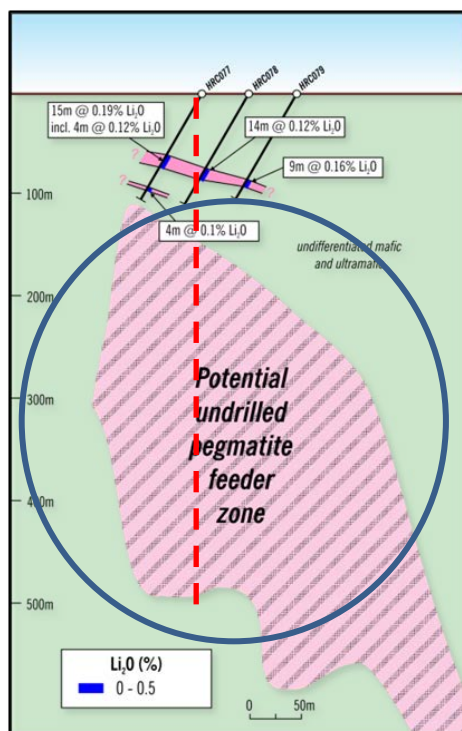 HRC077
HRC078
HRC079
15m @ 0.19% Li₂O
incl. 4m @ 0.12% Li₂O
14m @ 0.12% Li₂O
9m @ 0.16% Li₂O
?
?
?
100m
4m @ 0.1% Li₂O
undifferentiated mafic
and ultramafic
200m
300m
Potential
undrilled
pegmatite
feeder
zone
400m
500m
Li₂O (%)
0 - 0.5
0 50m